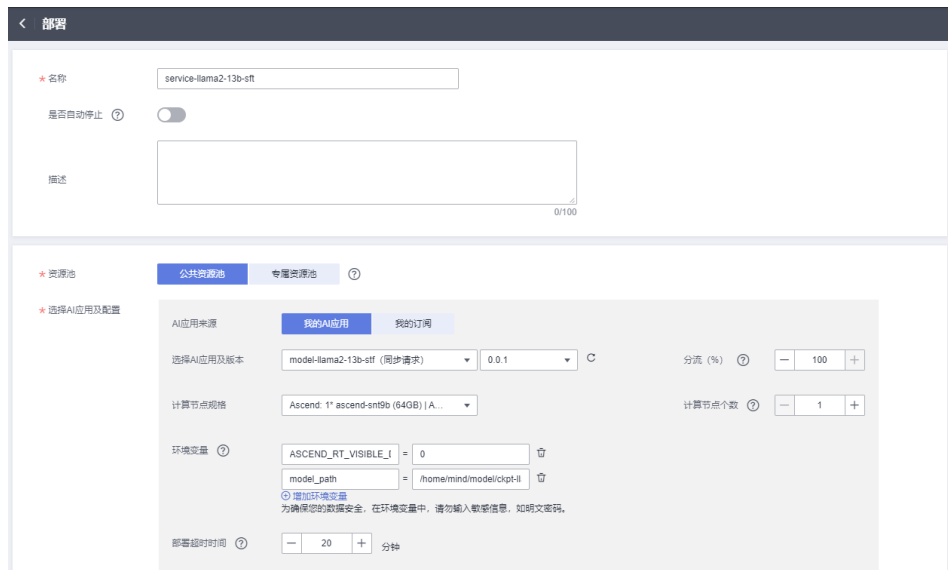 部署
名称 service-llama2-13b-sft
是否自动停止
描述
0/100
资源池 公共资源池 专属资源池
选择AI应用及配置
AI应用来源 我的AI应用 我的订阅
选择AI应用及版本 model-llama2-13b-stf（同步请求） 0.0.1 分流（%） 100
计算节点规格 Ascend: 1* ascend-snt9b (64GB) | A... 计算节点个数 1
环境变量 ASCEND_RT_VISIBLE_ = 0
model_path = /home/mind/model/ckpt-ll
增加环境变量
为确保您的数据安全，在环境变量中，请勿输入敏感信息，如明文密码。
部署超时时间 20 分钟